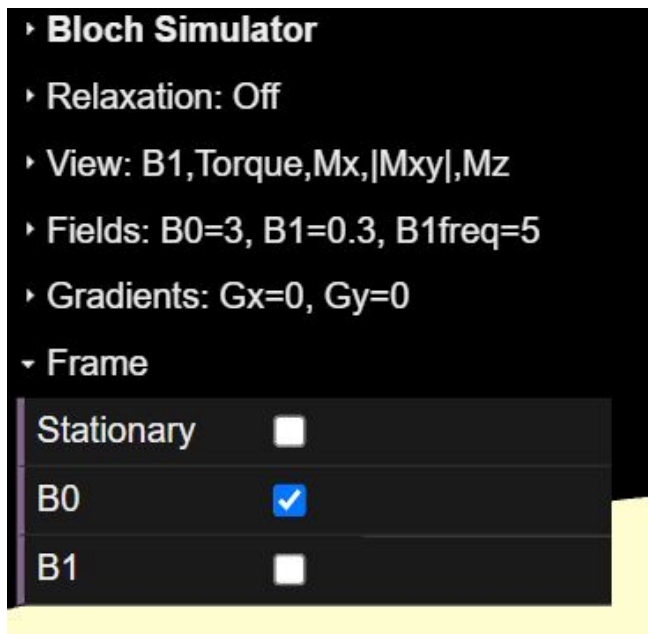 Bloch Simulator
Relaxation: Off
View: B1,Torque,Mx,|Mxy|,Mz
Fields: B0=3, B1=0.3, B1freq=5
Gradients: Gx=0, Gy=0
Frame
Stationary
B0
B1